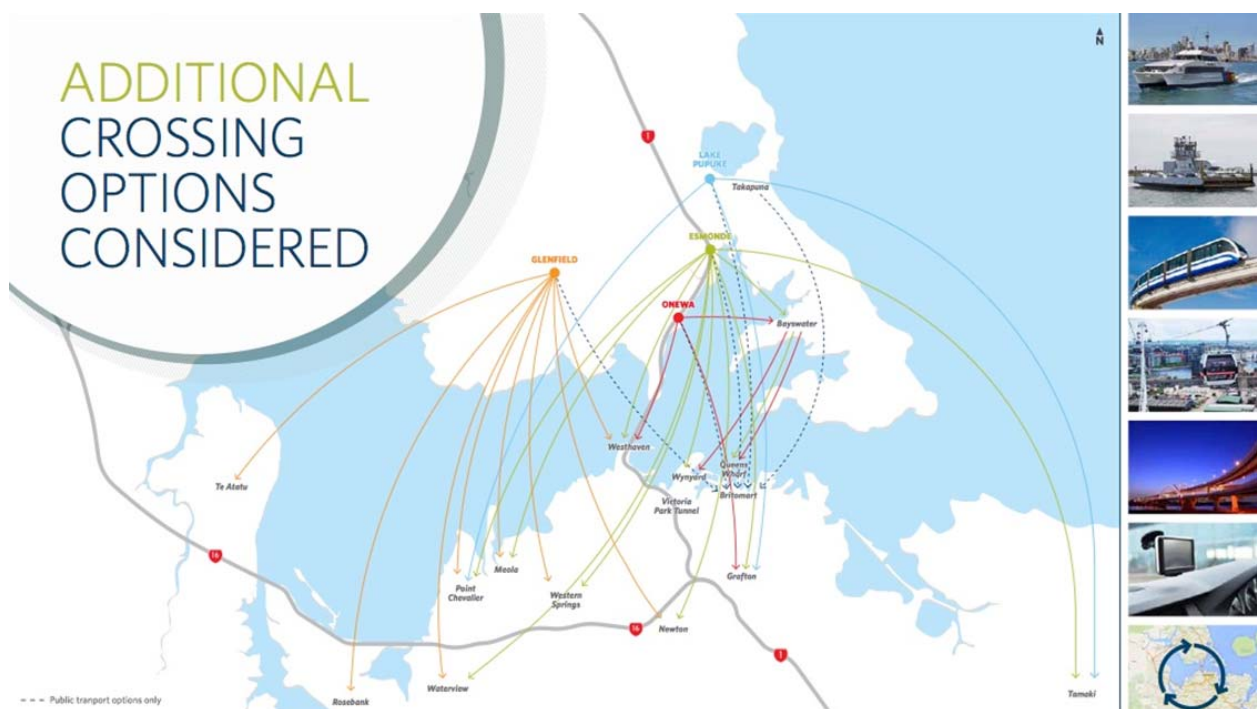 ADDITIONAL
CROSSING
OPTIONS
CONSIDERED
N
1
LAKE
PUPUKE
Takapuna
ESMONDE
GLENFIELD
ONEWA
Bayswater
Westhaven
Te Atatu
Wynyard
Queens
Wharf
Victoria
Park Tunnel
Britomart
16
Meola
Point
Chevalier
Western
Springs
Grafton
16
Newton
1
Waterview
Rosebank
Tamaki
Public tranport options only